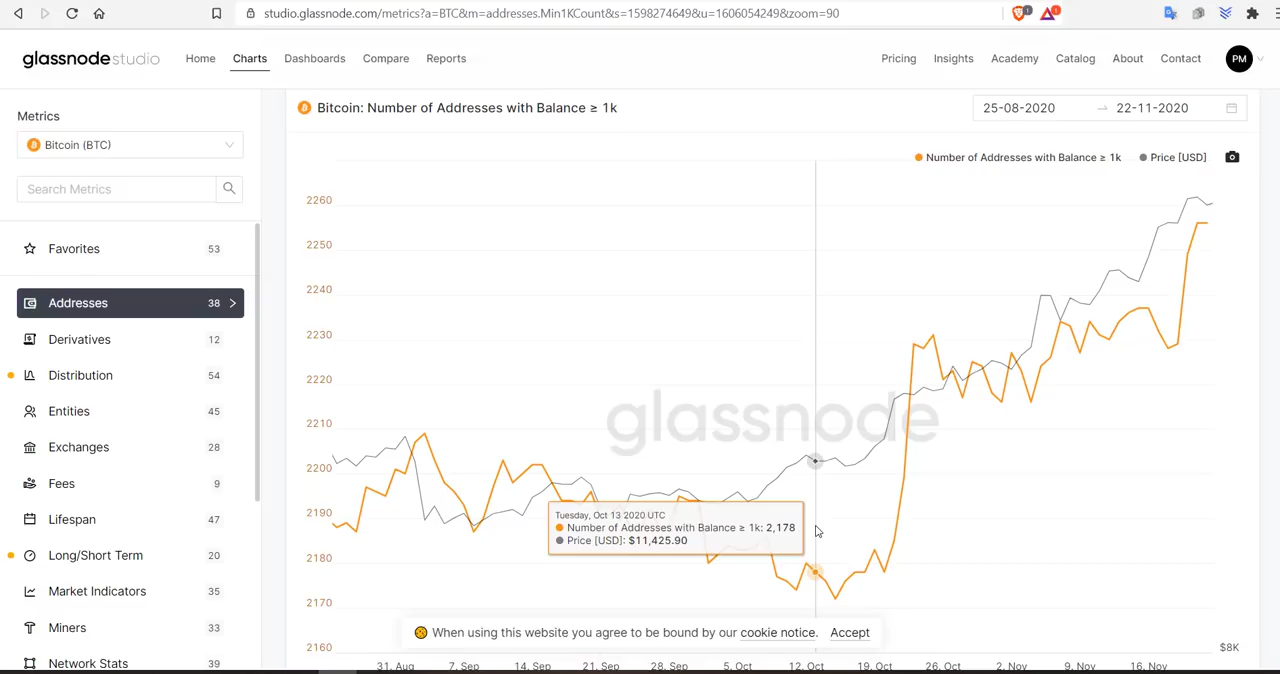 studio.glassnode.com/metrics?a=BTC&m=addresses.Min1KCount&s=1598274649&u=1606054249&zoom=90
1
1
glassnode studio
Home
Charts
Dashboards
Compare
Reports
Pricing
Insights
Academy
Catalog
About
Contact
PM
Metrics
Bitcoin (BTC)
Search Metrics
Favorites 53
Addresses 38
Derivatives 12
Distribution 54
Entities 45
Exchanges 28
Fees 9
Lifespan 47
Long/Short Term 20
Market Indicators 35
Miners 33
Network Stats 39
Bitcoin: Number of Addresses with Balance ≥ 1k
25-08-2020 → 22-11-2020
Number of Addresses with Balance ≥ 1k
Price [USD]
2260
2250
2240
2230
2220
2210
2200
2190
2180
2170
2160
glassnode
Tuesday, Oct 13 2020 UTC
Number of Addresses with Balance ≥ 1k: 2,178
Price [USD]: $11,425.90
When using this website you agree to be bound by our cookie notice. Accept
$8K
31. Aug 7. Sep 14. Sep 21. Sep 28. Sep 5. Oct 12. Oct 19. Oct 26. Oct 2. Nov 9. Nov 16. Nov